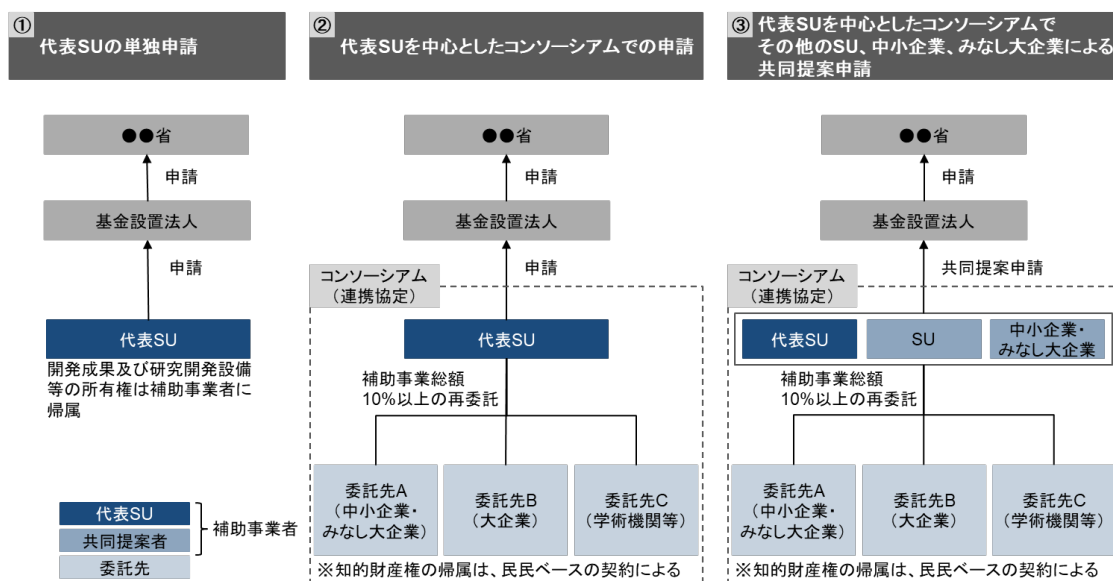 ①
代表SUの単独申請
●●省
申請
基金設置法人
申請
代表SU
開発成果及び研究開発設備
等の所有権は補助事業者に
帰属
代表SU
共同提案者
補助事業者
委託先
②
代表SUを中心としたコンソーシアムでの申請
●●省
申請
基金設置法人
コンソーシアム
（連携協定）
申請
代表SU
補助事業総額
10%以上の再委託
委託先A
（中小企業・
みなし大企業）
委託先B
（大企業）
委託先C
（学術機関等）
※知的財産権の帰属は、民民ベースの契約による
③
代表SUを中心としたコンソーシアムで
その他のSU、中小企業、みなし大企業による
共同提案申請
●●省
申請
基金設置法人
コンソーシアム
（連携協定）
共同提案申請
代表SU
SU
中小企業・
みなし大企業
補助事業総額
10%以上の再委託
委託先A
（中小企業・
みなし大企業）
委託先B
（大企業）
委託先C
（学術機関等）
※知的財産権の帰属は、民民ベースの契約による